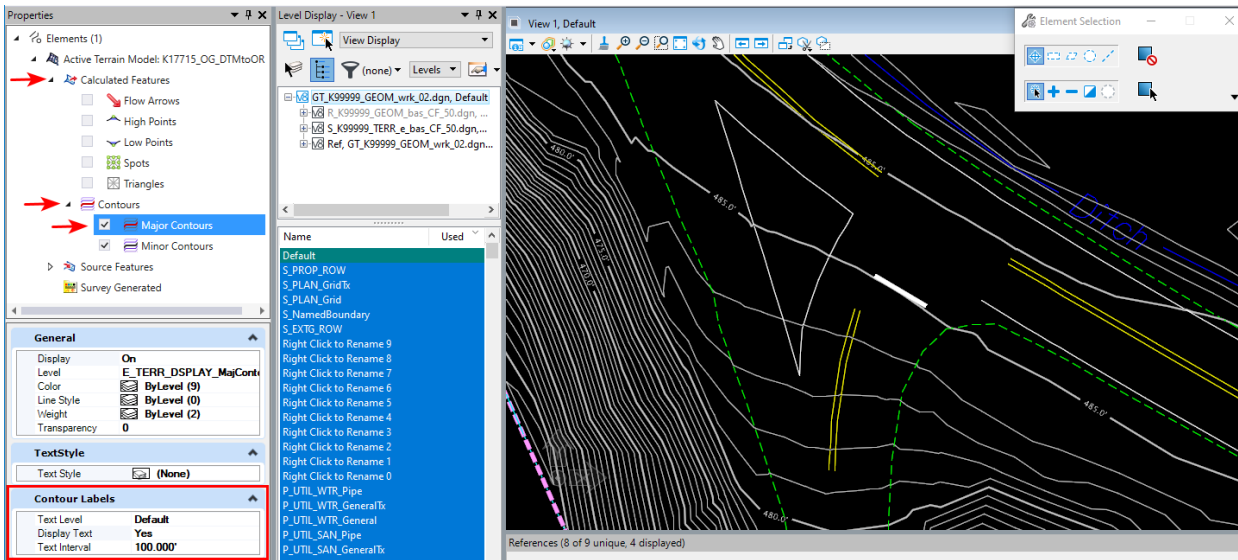 Properties
Elements (1)
Active Terrain Model: K17715_OG_DTMtoOR
Calculated Features
Flow Arrows
High Points
Low Points
Spots
Triangles
Contours
Major Contours
Minor Contours
Source Features
Survey Generated
General
Display On
Level E_TERR_DSPLAY_MajConto
Color ByLevel (9)
Line Style ByLevel (0)
Weight ByLevel (2)
Transparency 0
TextStyle
Text Style (None)
Contour Labels
Text Level Default
Display Text Yes
Text Interval 100.000'
Level Display - View 1
View Display
(none) Levels
GT_K99999_GEOM_wrk_02.dgn, Default
R_K99999_GEOM_bas_CF_50.dgn, ...
S_K99999_TERR_e_bas_CF_50.dgn,...
Ref, GT_K99999_GEOM_wrk_02.dgn...
Name Used
Default
S_PROP_ROW
S_PLAN_GridTx
S_PLAN_Grid
S_NamedBoundary
S_EXTG_ROW
Right Click to Rename 9
Right Click to Rename 8
Right Click to Rename 7
Right Click to Rename 6
Right Click to Rename 5
Right Click to Rename 4
Right Click to Rename 3
Right Click to Rename 2
Right Click to Rename 1
Right Click to Rename 0
P_UTIL_WTR_Pipe
P_UTIL_WTR_GeneralTx
P_UTIL_WTR_General
P_UTIL_SAN_Pipe
P_UTIL_SAN_GeneralTx
View 1, Default
Element Selection
480.0'
485.0'
485.0'
Ditch
475.0'
470.0'
485.0'
480.0'
References (8 of 9 unique, 4 displayed)